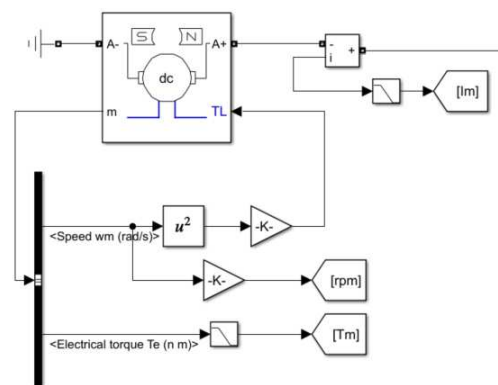 S N
A- A+
dc
m TL
- +
i
[Im]
<Speed wm (rad/s)>
u²
-K-
-K-
[rpm]
<Electrical torque Te (n m)>
[Tm]